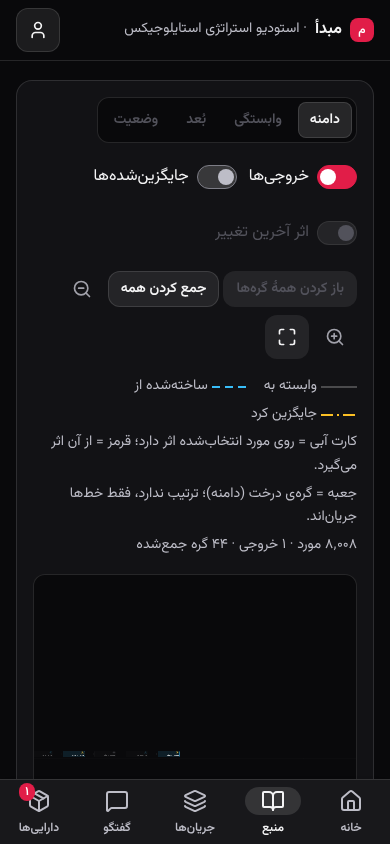 م مبدأ · استودیو استراتژی استایلوجیکس
دامنه وابستگی بُعد وضعیت
خروجی‌ها جایگزین‌شده‌ها
اثر آخرین تغییر
باز کردن همهٔ گره‌ها جمع کردن همه
وابسته به ساخته‌شده از
جایگزین کرد
کارت آبی = روی مورد انتخاب‌شده اثر دارد؛ قرمز = از آن اثر
می‌گیرد.
جعبه = گره‌ی درخت (دامنه)؛ ترتیب ندارد، فقط خط‌ها
جریان‌اند.
۸٬۰۰۸ مورد · ۱ خروجی · ۴۴ گره جمع‌شده
خانه منبع جریان‌ها گفتگو دارایی‌ها ۱